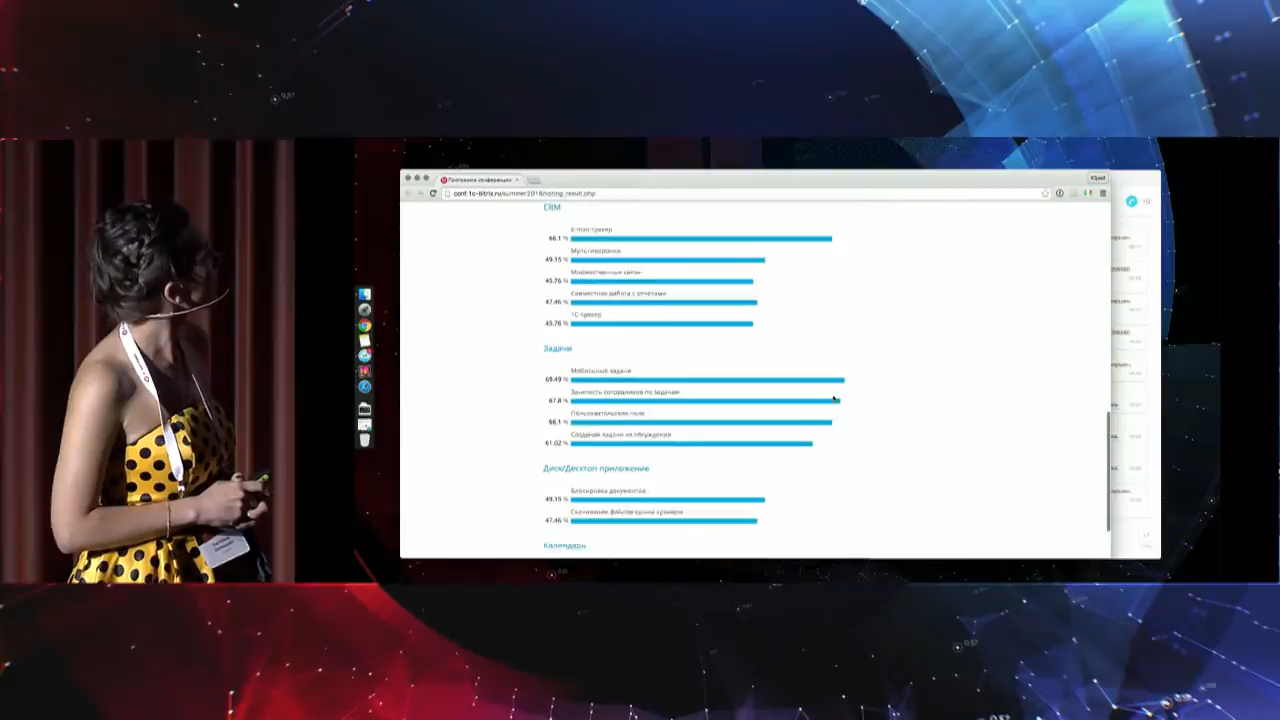 conf.1c-bitrix.ru/summer2016/voting_result.php
CRM
E-mail-трекер
66.1 %
Мультиворонки
49.15 %
Множественные связи
45.76 %
Совместная работа с отчетами
47.46 %
1С-трекер
45.76 %
Задачи
Мобильные задачи
69.49 %
Занятость сотрудников по задачам
67.8 %
Пользовательские поля
66.1 %
Создание задачи из обсуждения
61.02 %
Диск/Десктоп приложение
Блокировка документов
49.15 %
Скачивание файлов одним архивом
47.46 %
Календарь